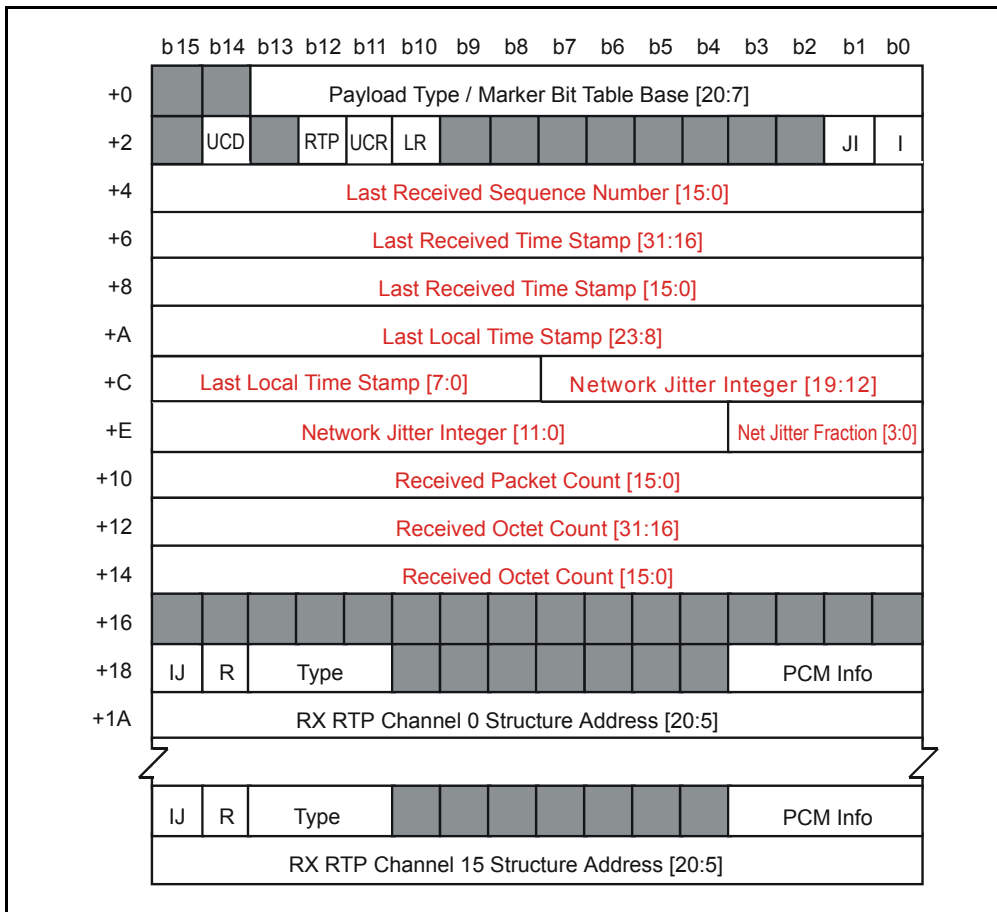 b15 b14 b13 b12 b11 b10 b9 b8 b7 b6 b5 b4 b3 b2 b1 b0
+0 Payload Type / Marker Bit Table Base [20:7]
+2 UCD RTP UCR LR JI I
+4 Last Received Sequence Number [15:0]
+6 Last Received Time Stamp [31:16]
+8 Last Received Time Stamp [15:0]
+A Last Local Time Stamp [23:8]
+C Last Local Time Stamp [7:0] Network Jitter Integer [19:12]
+E Network Jitter Integer [11:0] Net Jitter Fraction [3:0]
+10 Received Packet Count [15:0]
+12 Received Octet Count [31:16]
+14 Received Octet Count [15:0]
+16
+18 IJ R Type PCM Info
+1A RX RTP Channel 0 Structure Address [20:5]
IJ R Type PCM Info
RX RTP Channel 15 Structure Address [20:5]